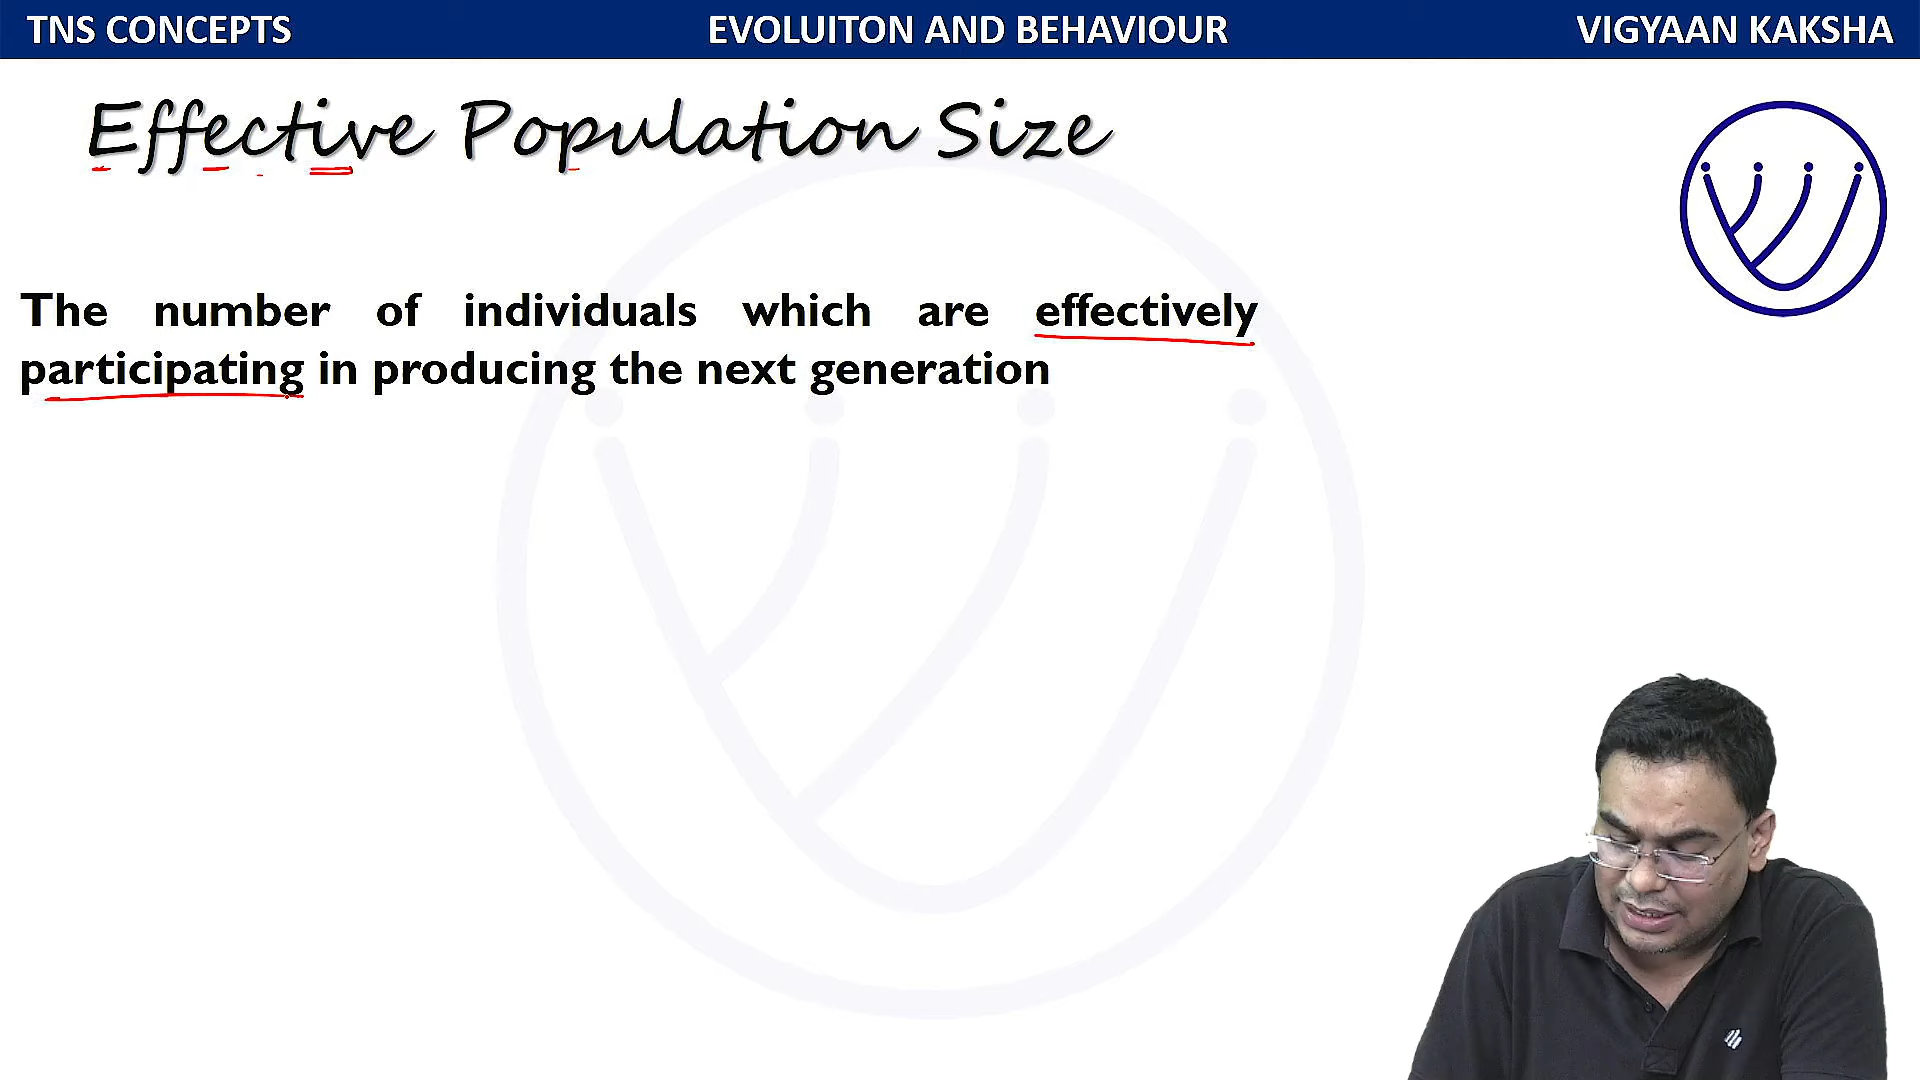 TNS CONCEPTS EVOLUITON AND BEHAVIOUR VIGYAAN KAKSHA
Effective Population Size
The number of individuals which are effectively
participating in producing the next generation